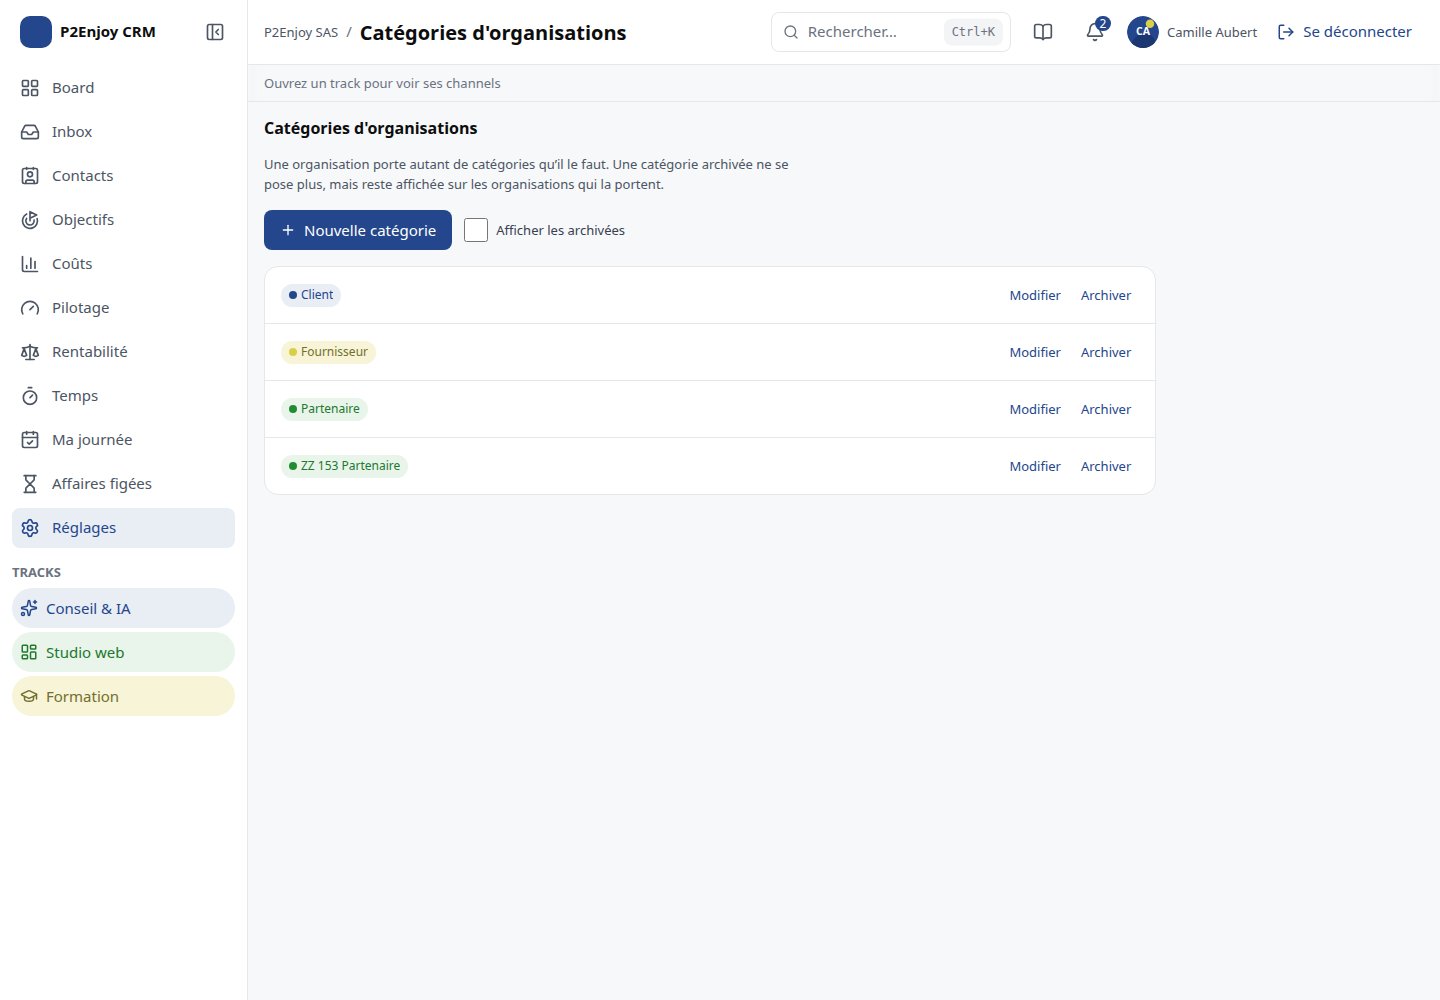 P2Enjoy CRM
Board
Inbox
Contacts
Objectifs
Coûts
Pilotage
Rentabilité
Temps
Ma journée
Affaires figées
Réglages
TRACKS
Conseil & IA
Studio web
Formation
P2Enjoy SAS / Catégories d'organisations
Rechercher... Ctrl+K
2
CA Camille Aubert
Se déconnecter
Ouvrez un track pour voir ses channels
Catégories d'organisations
Une organisation porte autant de catégories qu'il le faut. Une catégorie archivée ne se
pose plus, mais reste affichée sur les organisations qui la portent.
+ Nouvelle catégorie Afficher les archivées
Client Modifier Archiver
Fournisseur Modifier Archiver
Partenaire Modifier Archiver
ZZ 153 Partenaire Modifier Archiver